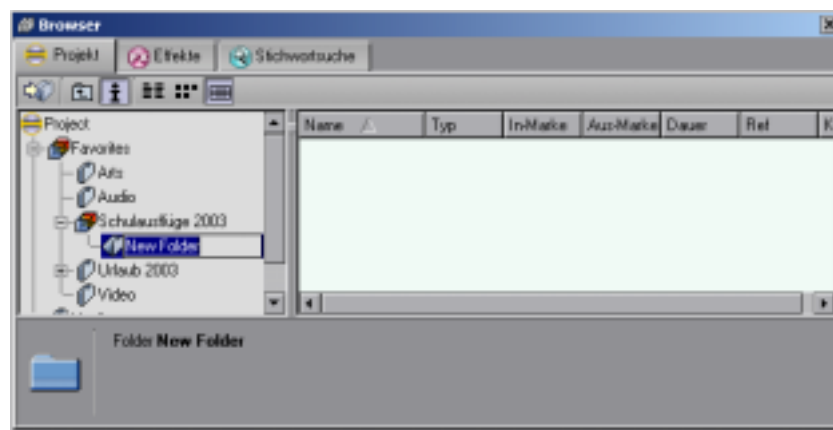 Browser
Projekt Effekte Stichwortsuche
Project
Favorites
Arts
Audio
Schulausflüge 2003
New Folder
Urlaub 2003
Video
Name Typ In-Marke Aus-Marke Dauer Ref K
Folder New Folder